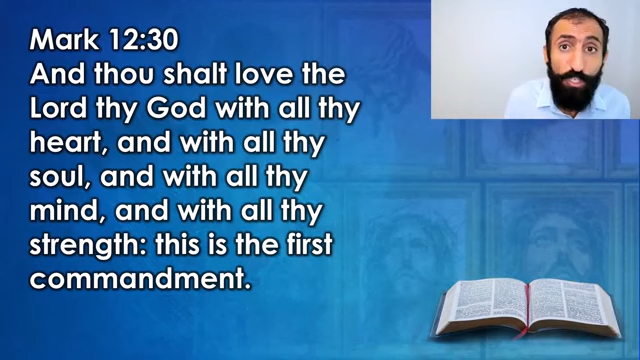 Mark 12:30
And thou shalt love the
Lord thy God with all thy
heart, and with all thy
soul, and with all thy
mind, and with all thy
strength: this is the first
commandment.